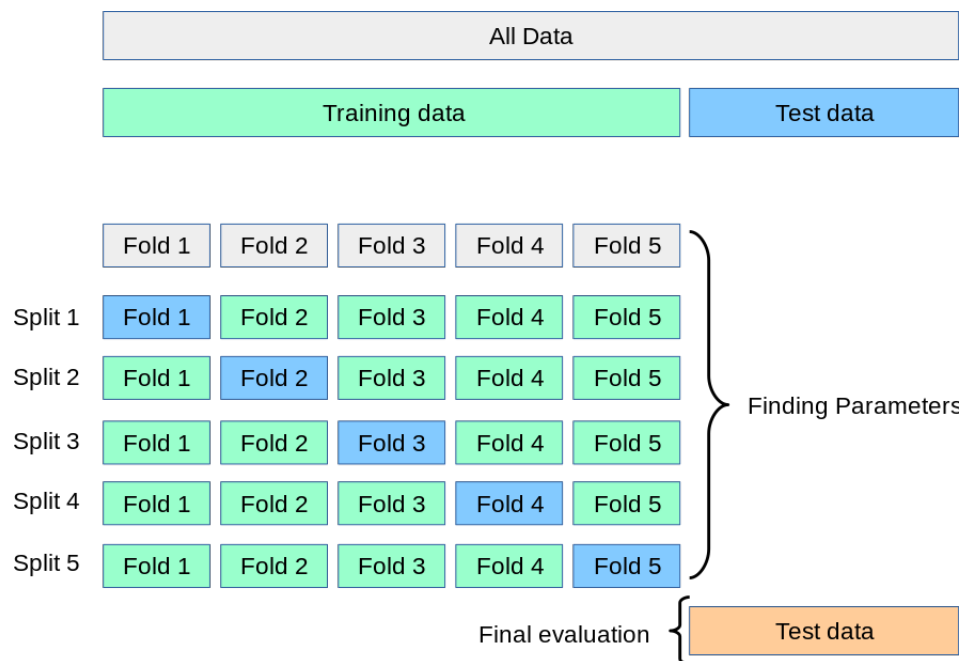 All Data
Training data Test data
Fold 1 Fold 2 Fold 3 Fold 4 Fold 5
Split 1 Fold 1 Fold 2 Fold 3 Fold 4 Fold 5
Split 2 Fold 1 Fold 2 Fold 3 Fold 4 Fold 5
Finding Parameters
Split 3 Fold 1 Fold 2 Fold 3 Fold 4 Fold 5
Split 4 Fold 1 Fold 2 Fold 3 Fold 4 Fold 5
Split 5 Fold 1 Fold 2 Fold 3 Fold 4 Fold 5
Final evaluation Test data